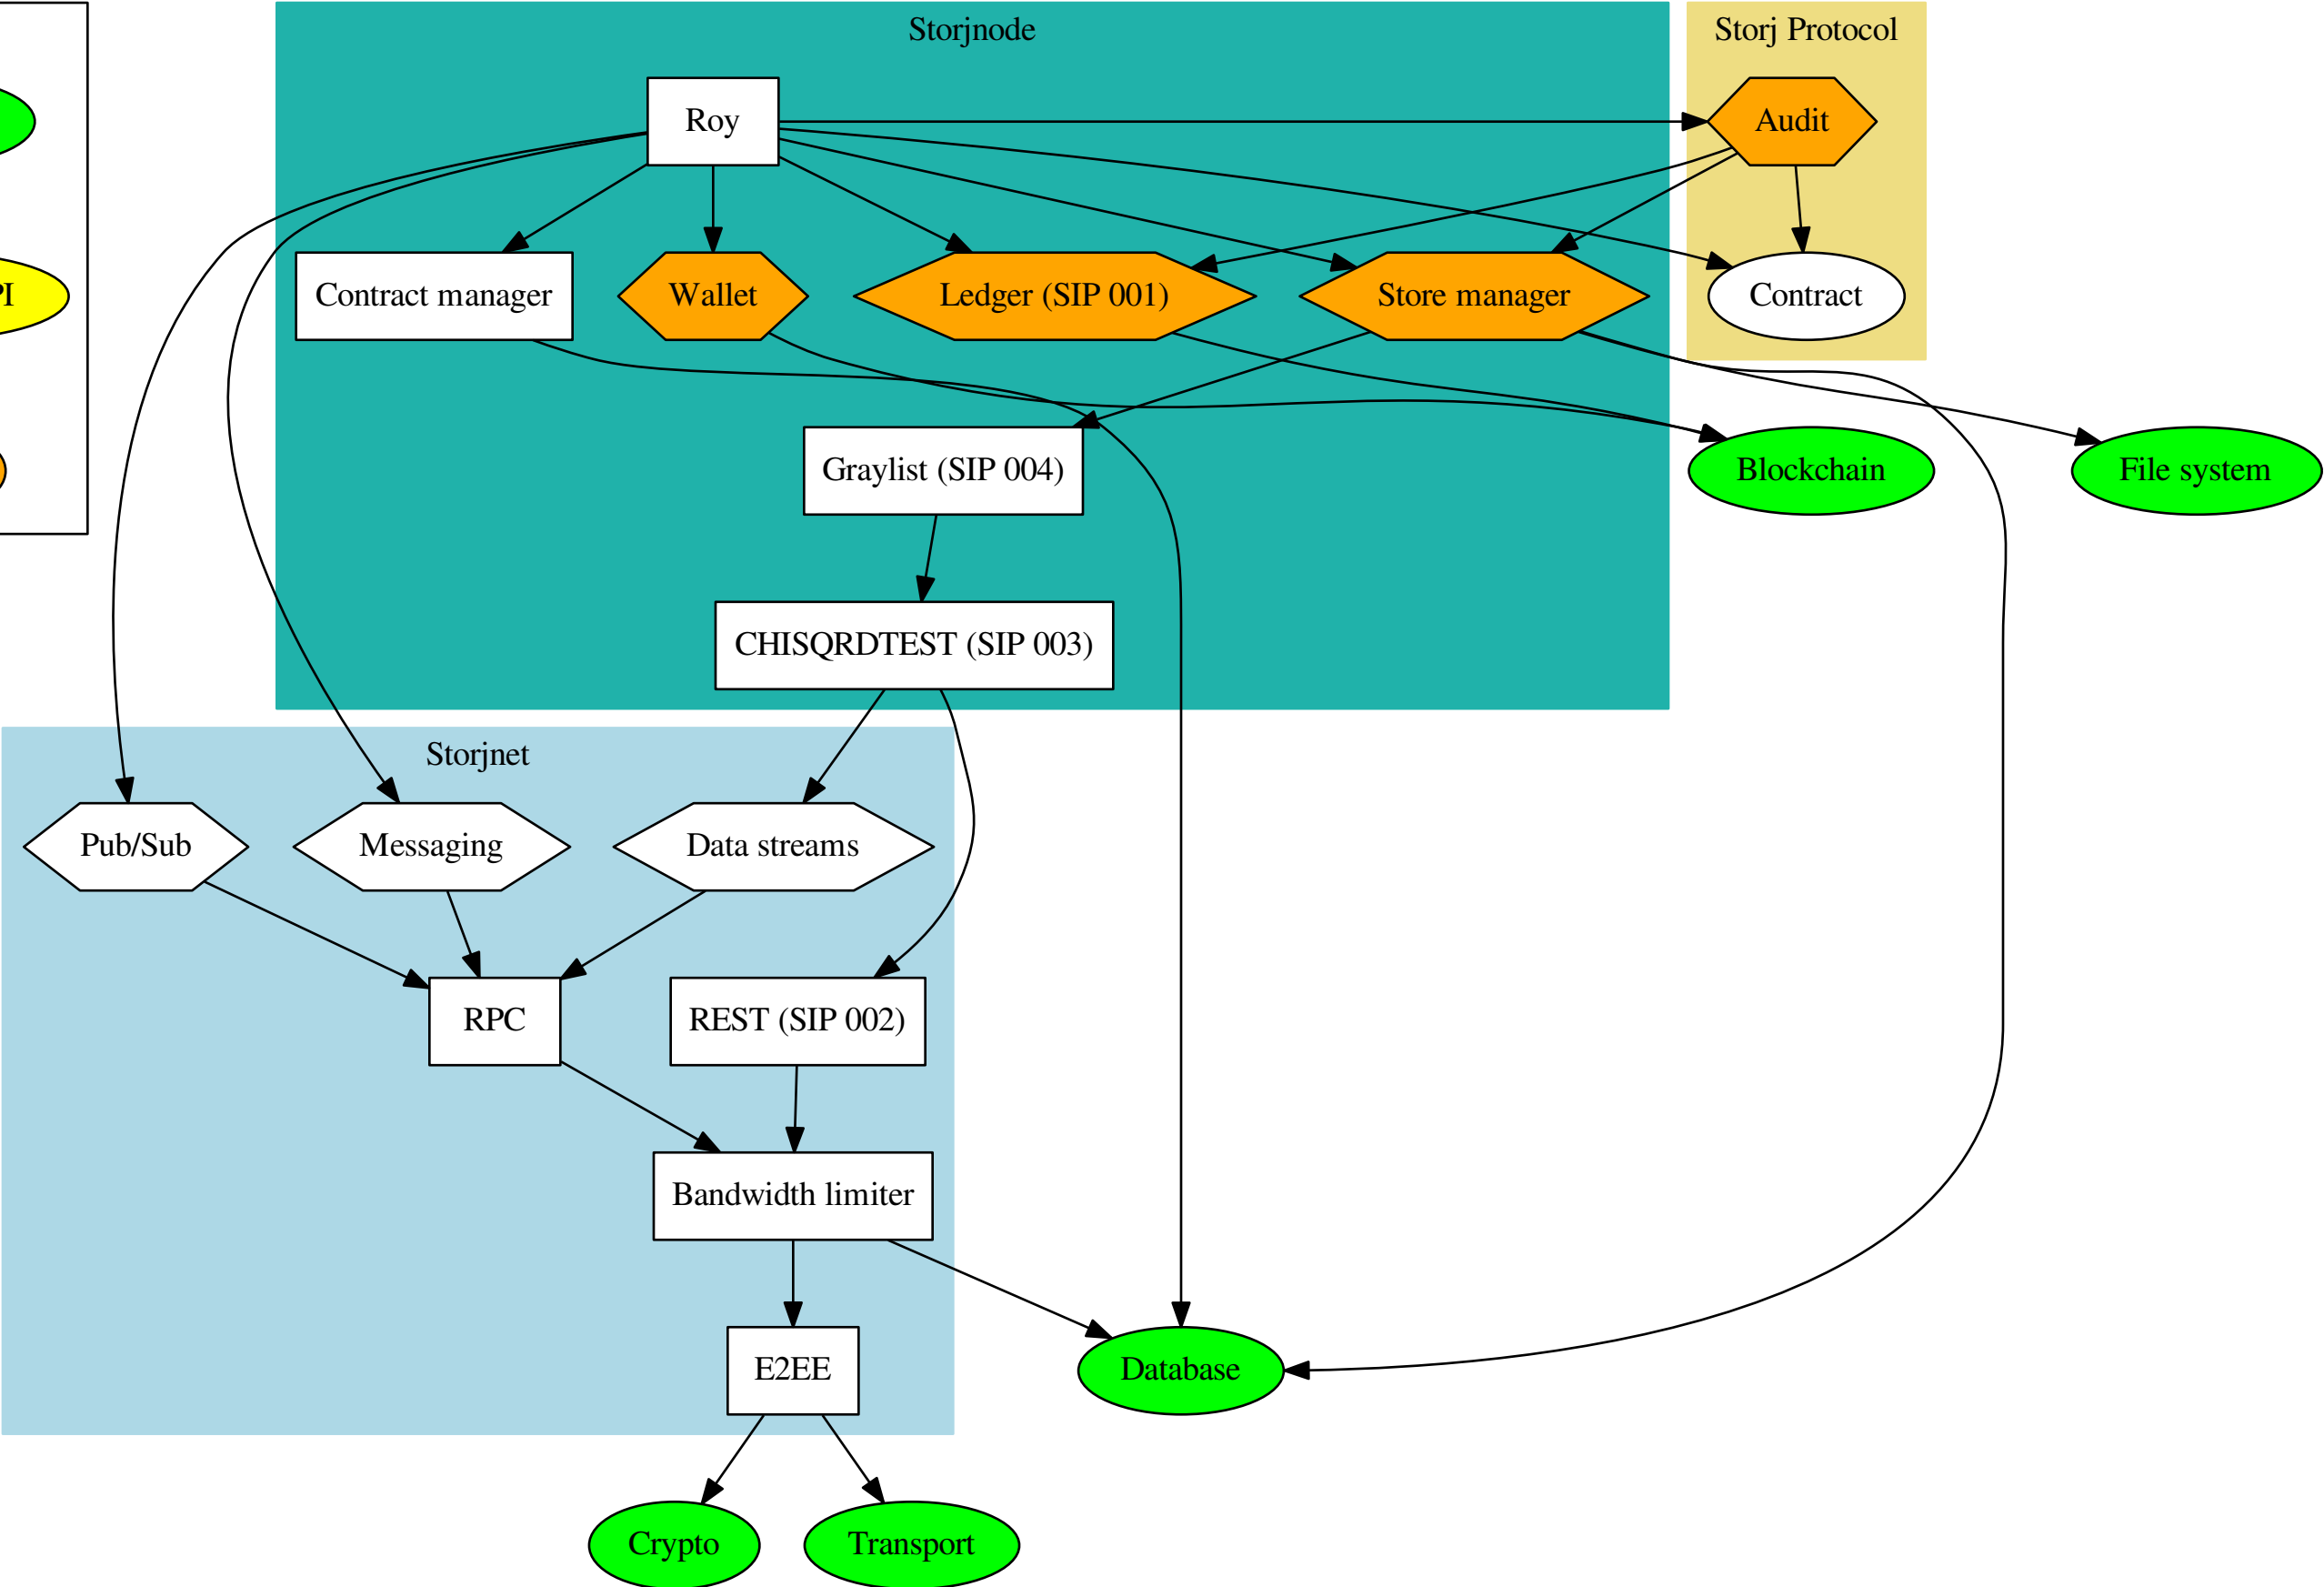 Storjnode
Storj Protocol
Roy
Audit
Contract manager
Wallet
Ledger (SIP 001)
Store manager
Contract
Graylist (SIP 004)
Blockchain
File system
CHISQRDTEST (SIP 003)
Storjnet
Pub/Sub
Messaging
Data streams
RPC
REST (SIP 002)
Bandwidth limiter
E2EE
Database
Crypto
Transport